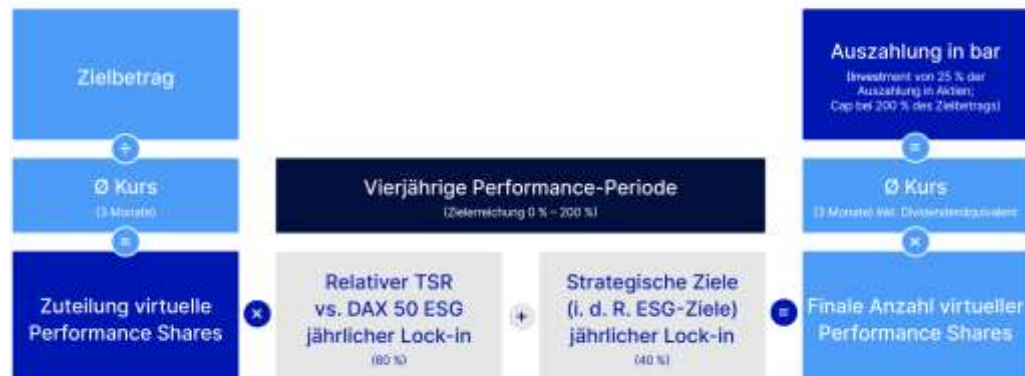 Zielbetrag
÷
Ø Kurs
(3 Monate)
=
Zuteilung virtuelle
Performance Shares
×
Vierjährige Performance-Periode
(Zielerreichung 0 % – 200 %)
Relativer TSR
vs. DAX 50 ESG
jährlicher Lock-in
(60 %)
+
Strategische Ziele
(i. d. R. ESG-Ziele)
jährlicher Lock-in
(40 %)
=
Auszahlung in bar
(Investment von 25 % der
Auszahlung in Aktien;
Cap bei 200 % des Zielbetrags)
=
Ø Kurs
(3 Monate) inkl. Dividendenäquivalent
×
Finale Anzahl virtueller
Performance Shares